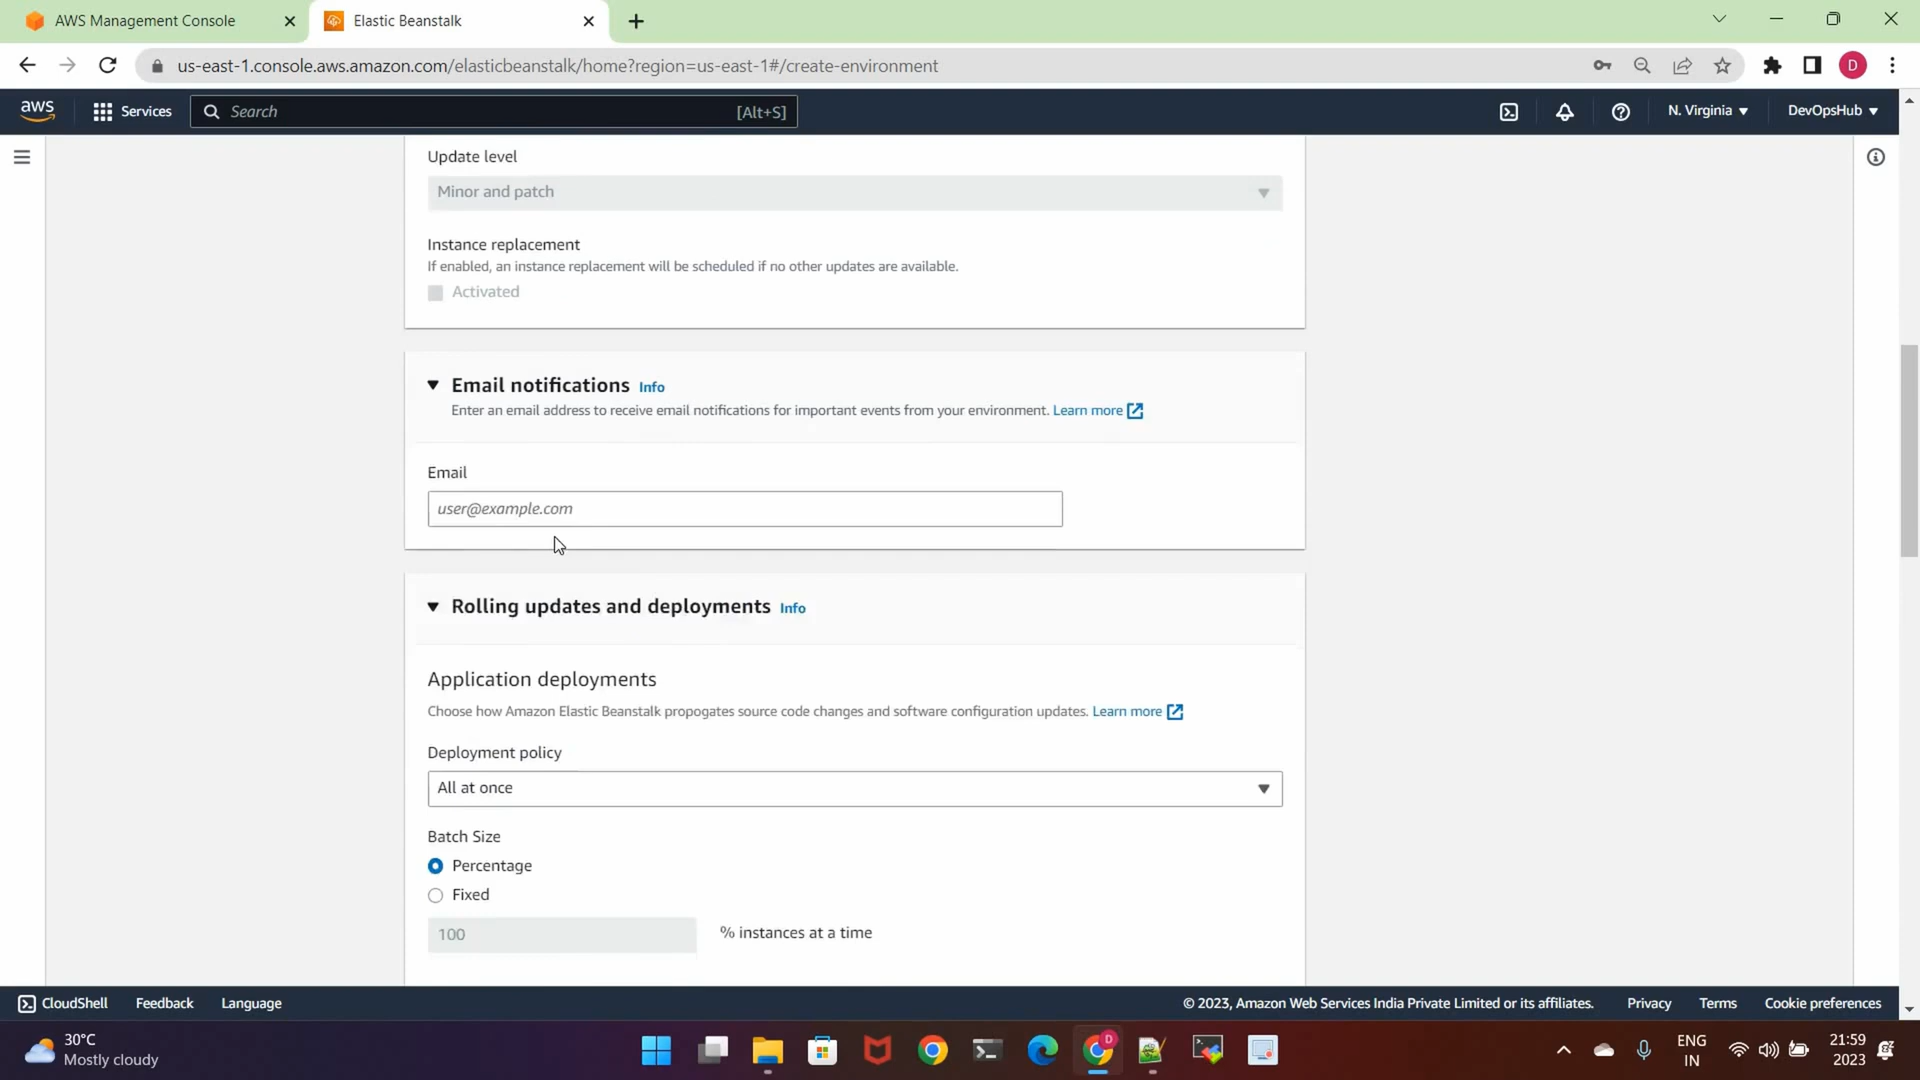 AWS Management Console
Elastic Beanstalk
us-east-1.console.aws.amazon.com/elasticbeanstalk/home?region=us-east-1#/create-environment
D
aws
Services
Search
[Alt+S]
N. Virginia
DevOpsHub
Update level
Minor and patch
Instance replacement
If enabled, an instance replacement will be scheduled if no other updates are available.
Activated
Email notifications Info
Enter an email address to receive email notifications for important events from your environment. Learn more
Email
user@example.com
Rolling updates and deployments Info
Application deployments
Choose how Amazon Elastic Beanstalk propogates source code changes and software configuration updates. Learn more
Deployment policy
All at once
Batch Size
Percentage
Fixed
100
% instances at a time
CloudShell
Feedback
Language
© 2023, Amazon Web Services India Private Limited or its affiliates.
Privacy
Terms
Cookie preferences
30°C
Mostly cloudy
D
ENG
IN
21:59
2023